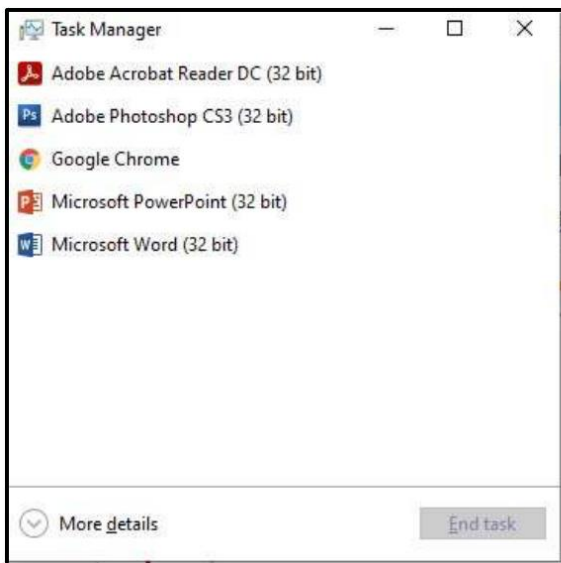 Task Manager
Adobe Acrobat Reader DC (32 bit)
Ps Adobe Photoshop CS3 (32 bit)
Google Chrome
P Microsoft PowerPoint (32 bit)
W Microsoft Word (32 bit)
More details
End task